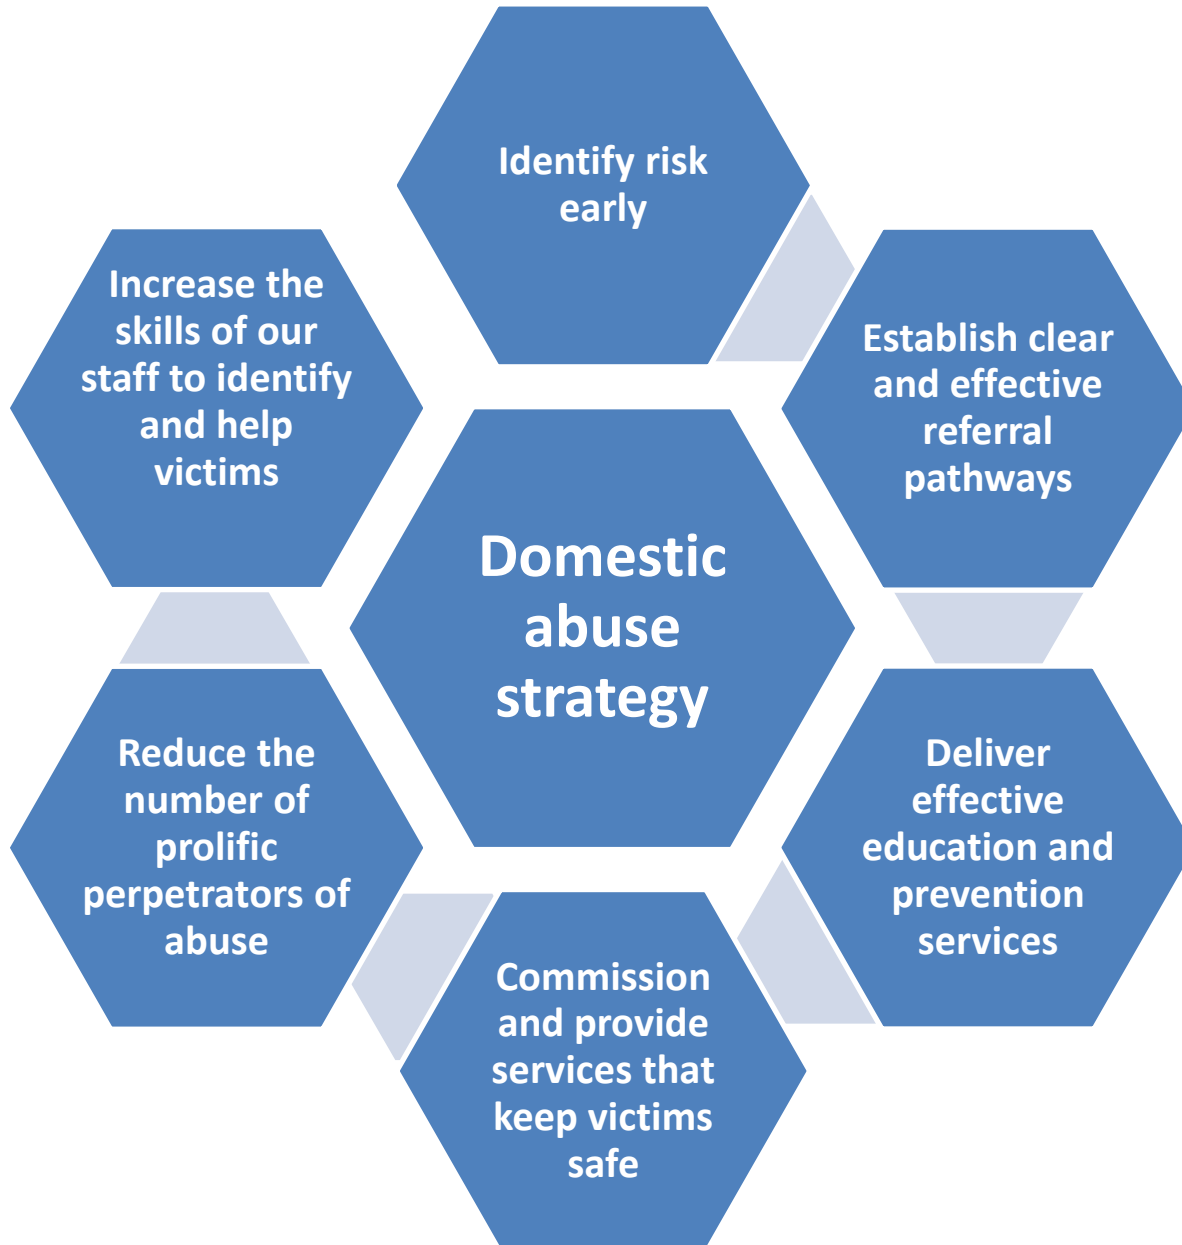 Identify risk
early
Establish clear
and effective
referral
pathways
Deliver
effective
education and
prevention
services
Commission
and provide
services that
keep victims
safe
Reduce the
number of
prolific
perpetrators of
abuse
Increase the
skills of our
staff to identify
and help
victims
Domestic
abuse
strategy